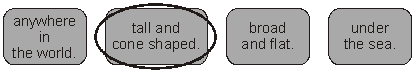 anywhere
in
the world.
tall and
cone shaped.
broad
and flat.
under
the sea.